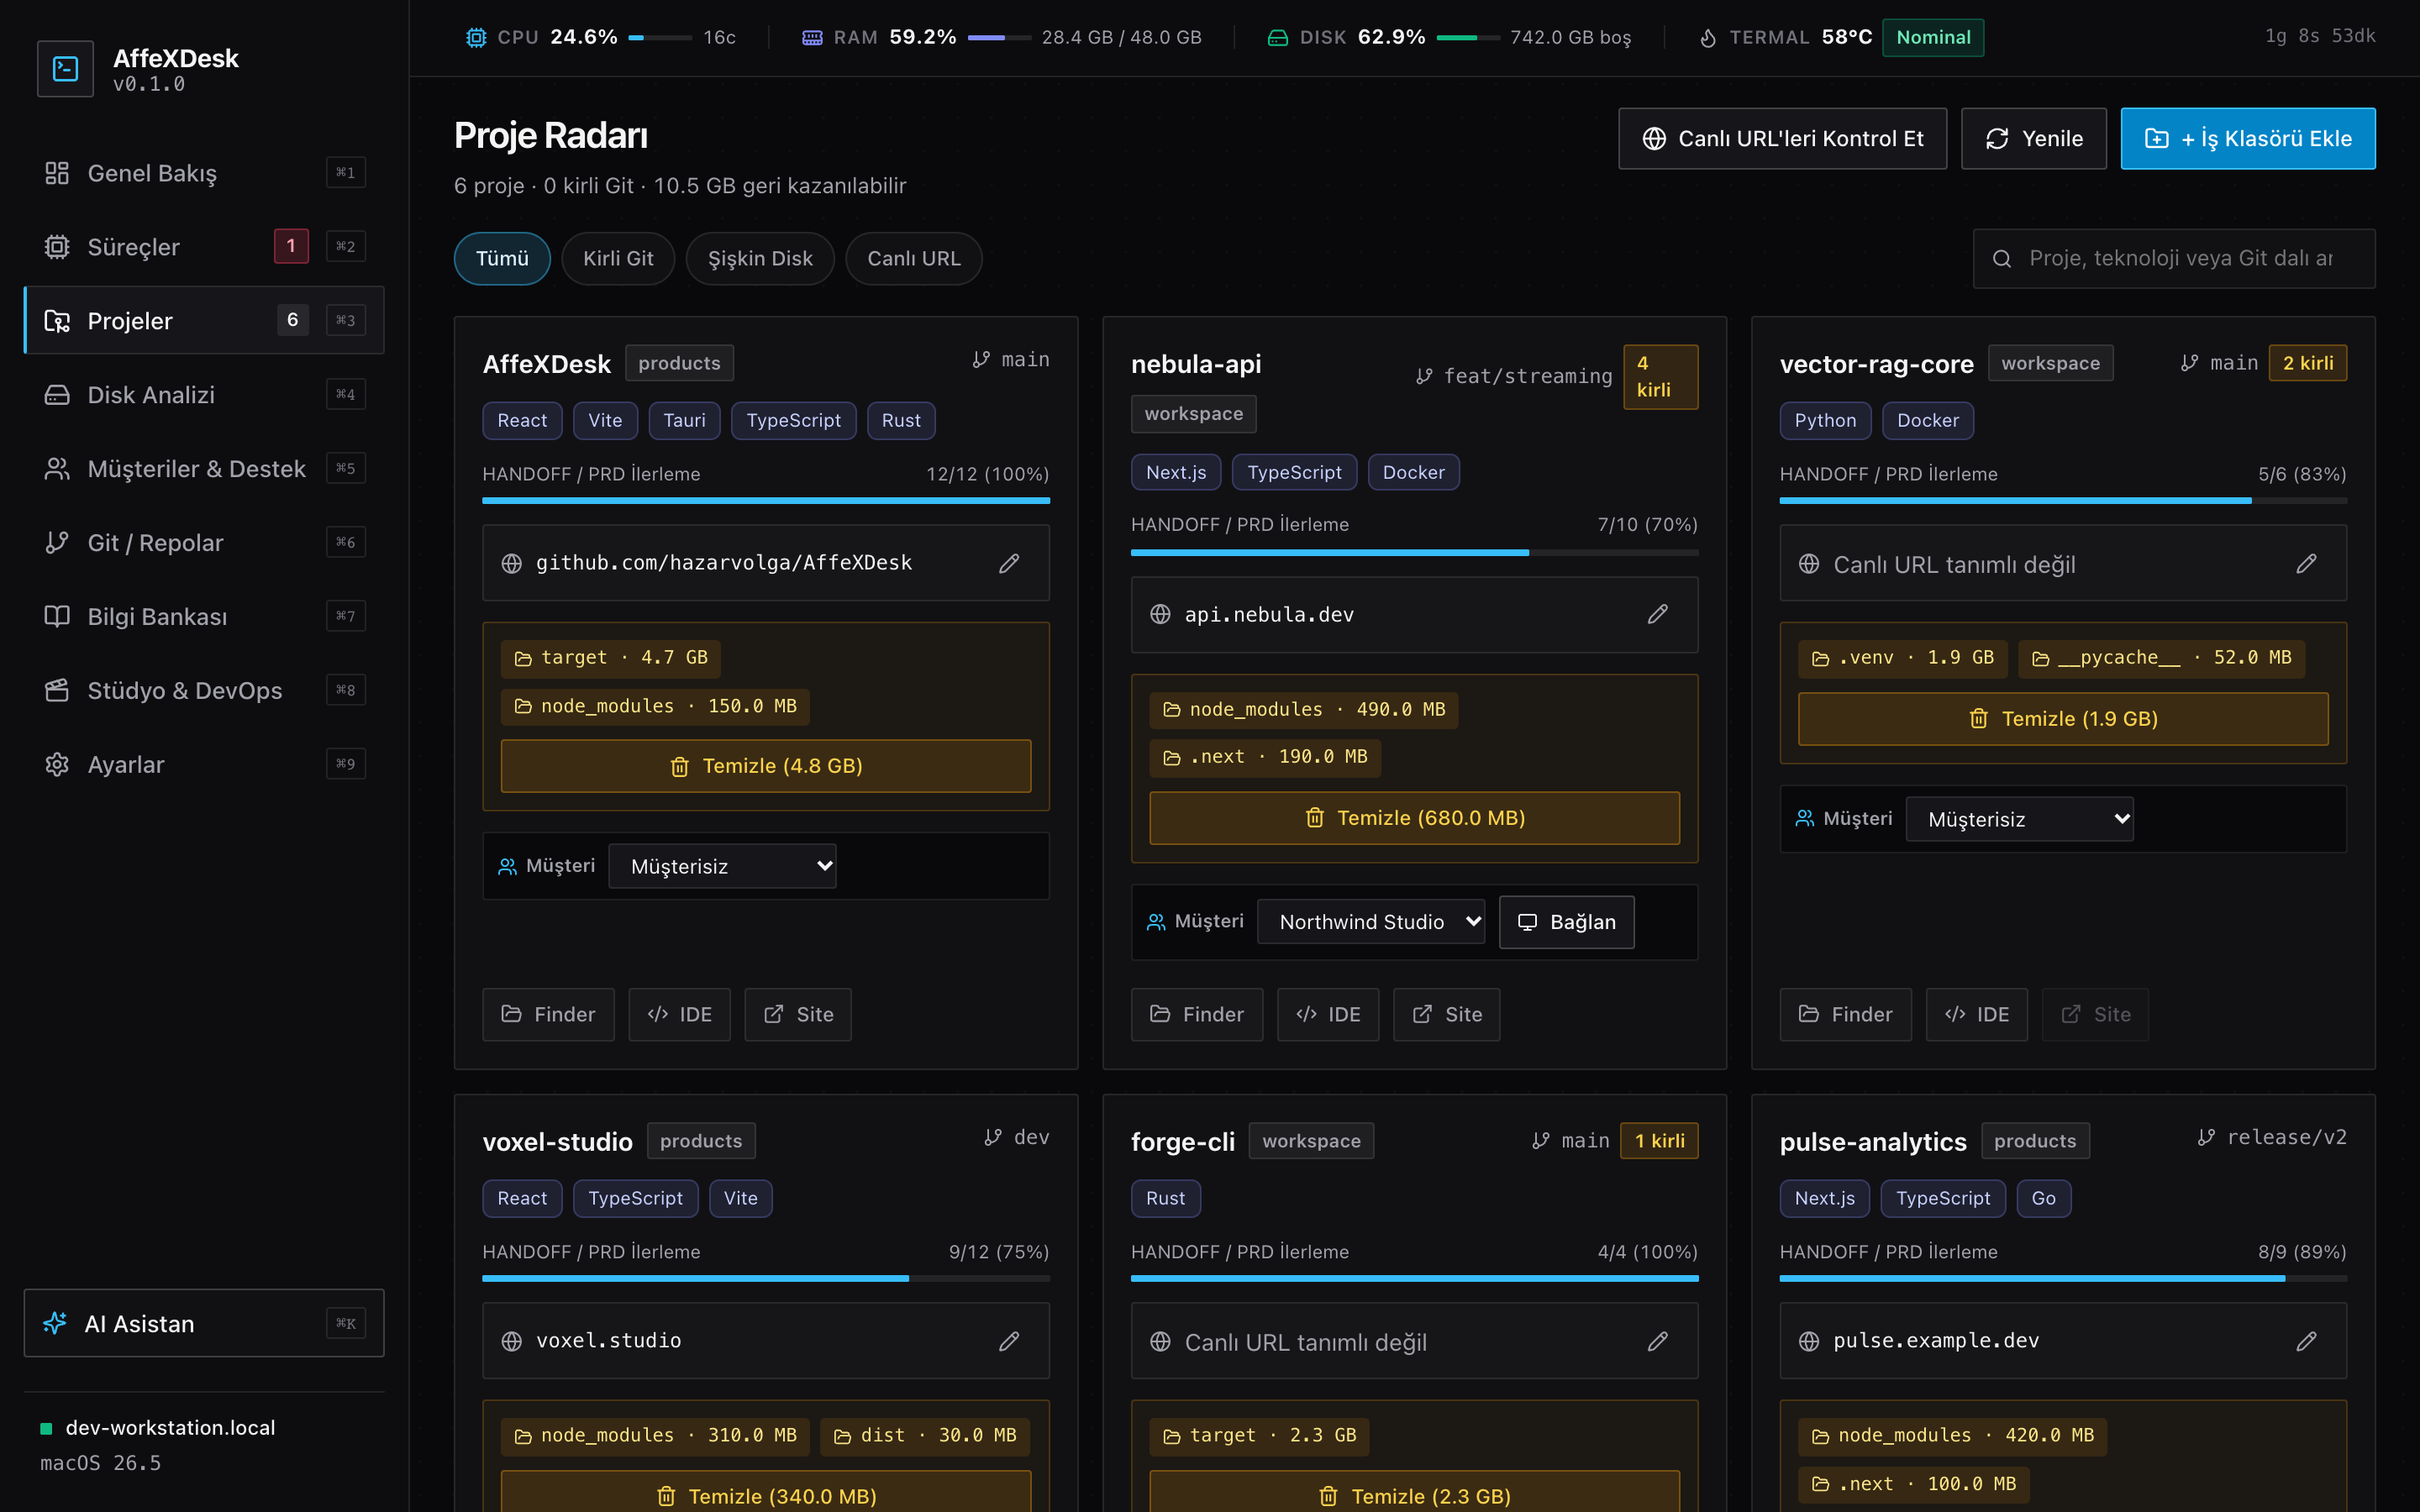 AffeXDesk
v0.1.0
Genel Bakış ⌘1
Süreçler 1 ⌘2
Projeler 6 ⌘3
Disk Analizi ⌘4
Müşteriler & Destek ⌘5
Git / Repolar ⌘6
Bilgi Bankası ⌘7
Stüdyo & DevOps ⌘8
Ayarlar ⌘9
AI Asistan ⌘K
dev-workstation.local
macOS 26.5
CPU 24.6% 16c RAM 59.2% 28.4 GB / 48.0 GB DISK 62.9% 742.0 GB boş TERMAL 58°C Nominal 1g 8s 53dk
Proje Radarı
6 proje · 0 kirli Git · 10.5 GB geri kazanılabilir
Canlı URL'leri Kontrol Et Yenile + İş Klasörü Ekle
Tümü Kirli Git Şişkin Disk Canlı URL
Proje, teknoloji veya Git dalı ar
AffeXDesk products main
React Vite Tauri TypeScript Rust
HANDOFF / PRD İlerleme 12/12 (100%)
github.com/hazarvolga/AffeXDesk
target · 4.7 GB
node_modules · 150.0 MB
Temizle (4.8 GB)
Müşteri Müşterisiz
Finder IDE Site
nebula-api feat/streaming 4 kirli
workspace
Next.js TypeScript Docker
HANDOFF / PRD İlerleme 7/10 (70%)
api.nebula.dev
node_modules · 490.0 MB
.next · 190.0 MB
Temizle (680.0 MB)
Müşteri Northwind Studio Bağlan
Finder IDE Site
vector-rag-core workspace main 2 kirli
Python Docker
HANDOFF / PRD İlerleme 5/6 (83%)
Canlı URL tanımlı değil
.venv · 1.9 GB __pycache__ · 52.0 MB
Temizle (1.9 GB)
Müşteri Müşterisiz
Finder IDE Site
voxel-studio products dev
React TypeScript Vite
HANDOFF / PRD İlerleme 9/12 (75%)
voxel.studio
node_modules · 310.0 MB dist · 30.0 MB
Temizle (340.0 MB)
forge-cli workspace main 1 kirli
Rust
HANDOFF / PRD İlerleme 4/4 (100%)
Canlı URL tanımlı değil
target · 2.3 GB
Temizle (2.3 GB)
pulse-analytics products release/v2
Next.js TypeScript Go
HANDOFF / PRD İlerleme 8/9 (89%)
pulse.example.dev
node_modules · 420.0 MB
.next · 100.0 MB